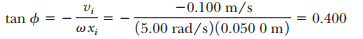 tan ϕ = − v_i / ωx_i = − −0.100 m/s / (5.00 rad/s)(0.050 0 m) = 0.400